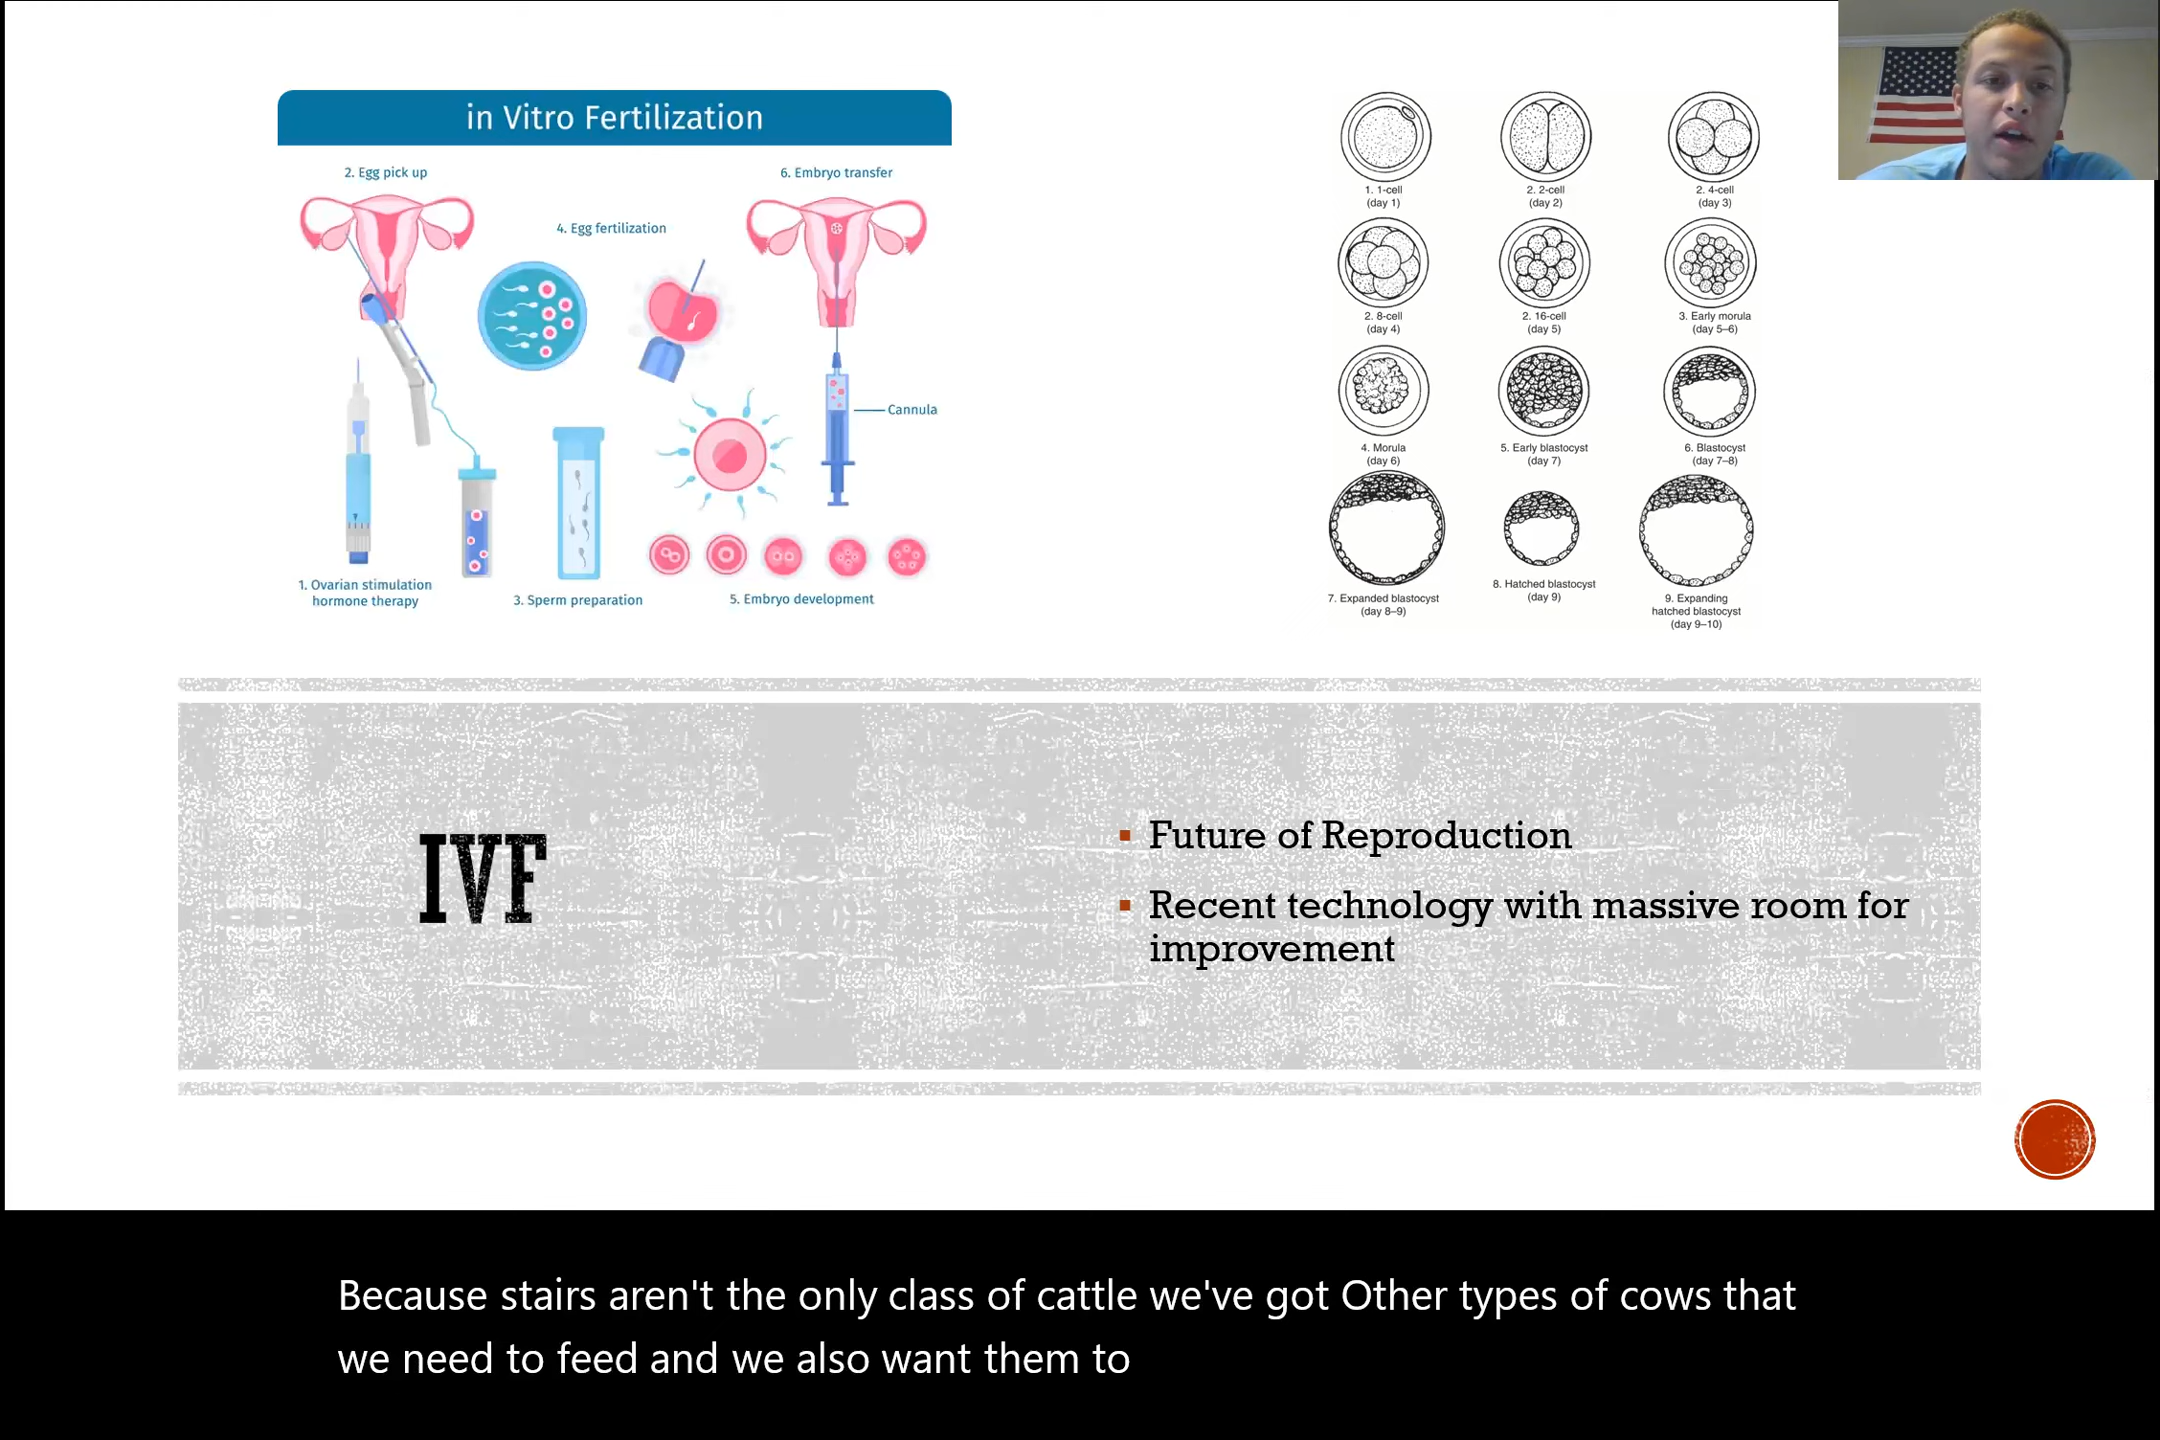 in Vitro Fertilization
2. Egg pick up
6. Embryo transfer
4. Egg fertilization
Cannula
1. Ovarian stimulation
hormone therapy
3. Sperm preparation
5. Embryo development
1. 1-cell
(day 1)
2. 2-cell
(day 2)
2. 4-cell
(day 3)
2. 8-cell
(day 4)
2. 16-cell
(day 5)
3. Early morula
(day 5–6)
4. Morula
(day 6)
5. Early blastocyst
(day 7)
6. Blastocyst
(day 7–8)
7. Expanded blastocyst
(day 8–9)
8. Hatched blastocyst
(day 9)
9. Expanding
hatched blastocyst
(day 9–10)
IVF
▪ Future of Reproduction
▪ Recent technology with massive room for
improvement
Because stairs aren't the only class of cattle we've got Other types of cows that
we need to feed and we also want them to